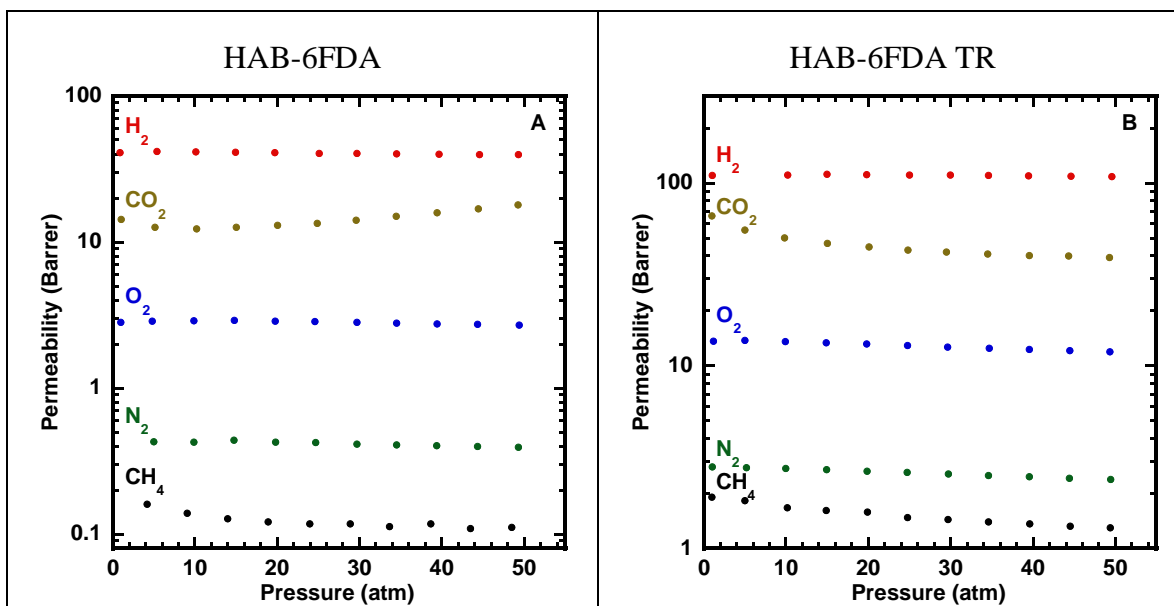 HAB-6FDA
A
100
10
1
0.1
H₂
CO₂
O₂
N₂
CH₄
Permeability (Barrer)
0 10 20 30 40 50
Pressure (atm)
HAB-6FDA TR
B
100
10
1
H₂
CO₂
O₂
N₂
CH₄
Permeability (Barrer)
0 10 20 30 40 50
Pressure (atm)